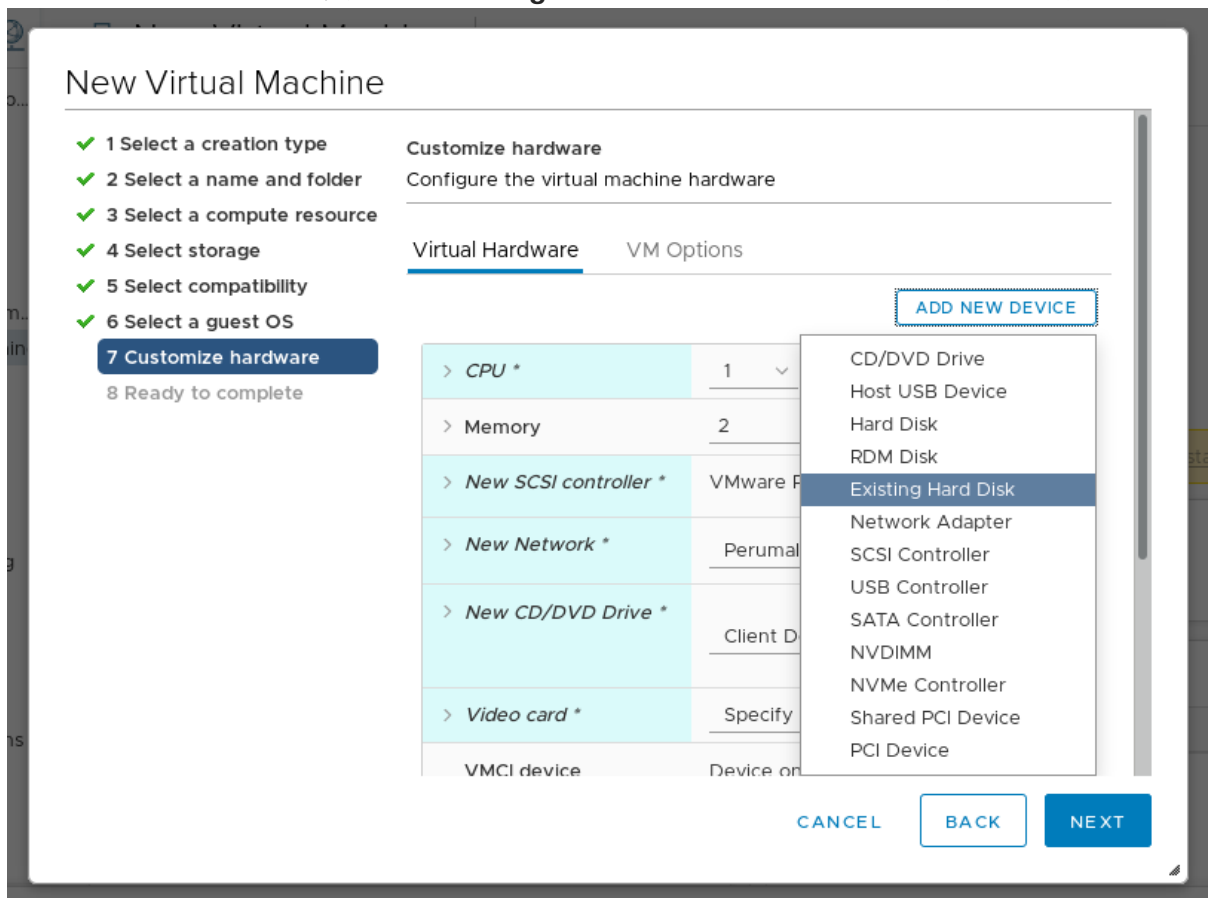 New Virtual Machine
1 Select a creation type
2 Select a name and folder
3 Select a compute resource
4 Select storage
5 Select compatibility
6 Select a guest OS
7 Customize hardware
8 Ready to complete
Customize hardware
Configure the virtual machine hardware
Virtual Hardware VM Options
ADD NEW DEVICE
CD/DVD Drive
Host USB Device
Hard Disk
RDM Disk
Existing Hard Disk
Network Adapter
SCSI Controller
USB Controller
SATA Controller
NVDIMM
NVMe Controller
Shared PCI Device
PCI Device
> CPU * 1
> Memory 2
> New SCSI controller * VMware
> New Network * Perumal
> New CD/DVD Drive * Client
> Video card * Specify
VMCI device Device on
CANCEL BACK NEXT